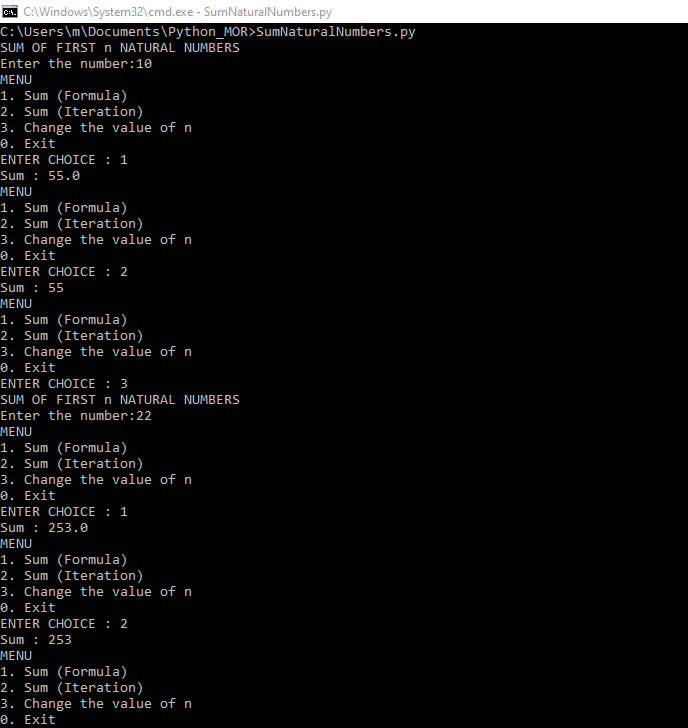 C:\Windows\System32\cmd.exe - SumNaturalNumbers.py
C:\Users\m\Documents\Python_MOR>SumNaturalNumbers.py
SUM OF FIRST n NATURAL NUMBERS
Enter the number:10
MENU
1. Sum (Formula)
2. Sum (Iteration)
3. Change the value of n
0. Exit
ENTER CHOICE : 1
Sum : 55.0
MENU
1. Sum (Formula)
2. Sum (Iteration)
3. Change the value of n
0. Exit
ENTER CHOICE : 2
Sum : 55
MENU
1. Sum (Formula)
2. Sum (Iteration)
3. Change the value of n
0. Exit
ENTER CHOICE : 3
SUM OF FIRST n NATURAL NUMBERS
Enter the number:22
MENU
1. Sum (Formula)
2. Sum (Iteration)
3. Change the value of n
0. Exit
ENTER CHOICE : 1
Sum : 253.0
MENU
1. Sum (Formula)
2. Sum (Iteration)
3. Change the value of n
0. Exit
ENTER CHOICE : 2
Sum : 253
MENU
1. Sum (Formula)
2. Sum (Iteration)
3. Change the value of n
0. Exit